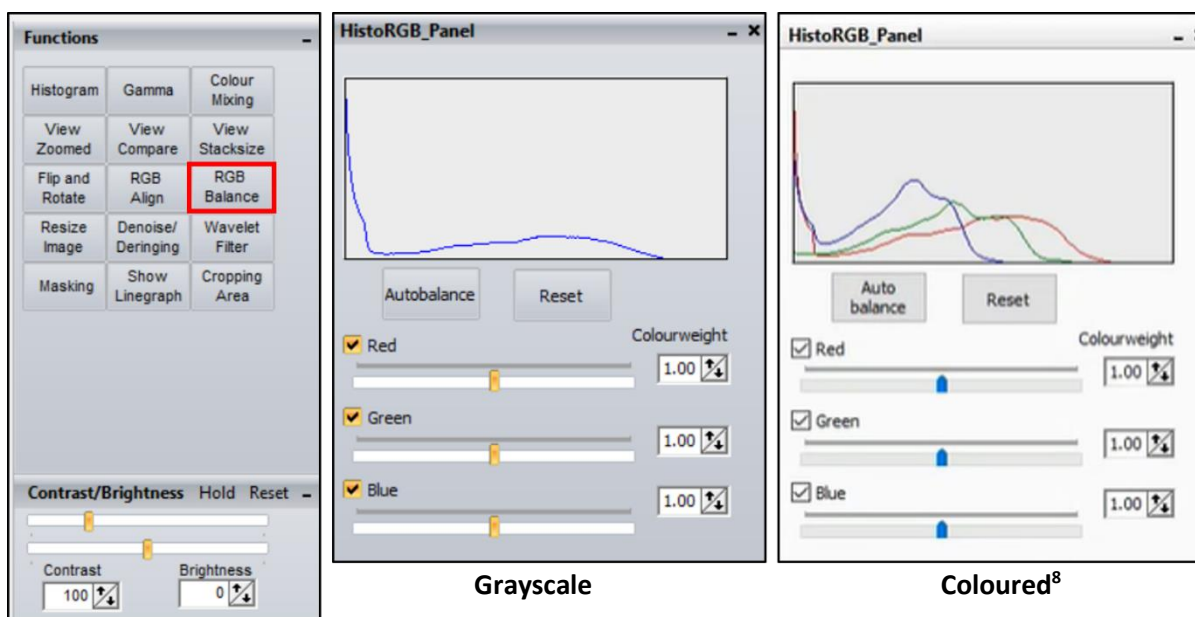 Functions –
Histogram Gamma Colour
Mixing
View
Zoomed View
Compare View
Stacksize
Flip and
Rotate RGB
Align RGB
Balance
Resize
Image Denoise/
Deringing Wavelet
Filter
Masking Show
Linegraph Cropping
Area
Contrast/Brightness Hold Reset –
Contrast Brightness
100 0
HistoRGB_Panel – ×
Autobalance Reset
Colourweight
Red
1.00
Green
1.00
Blue
1.00
Grayscale
HistoRGB_Panel –
Auto
balance Reset
Colourweight
Red
1.00
Green
1.00
Blue
1.00
Coloured⁸